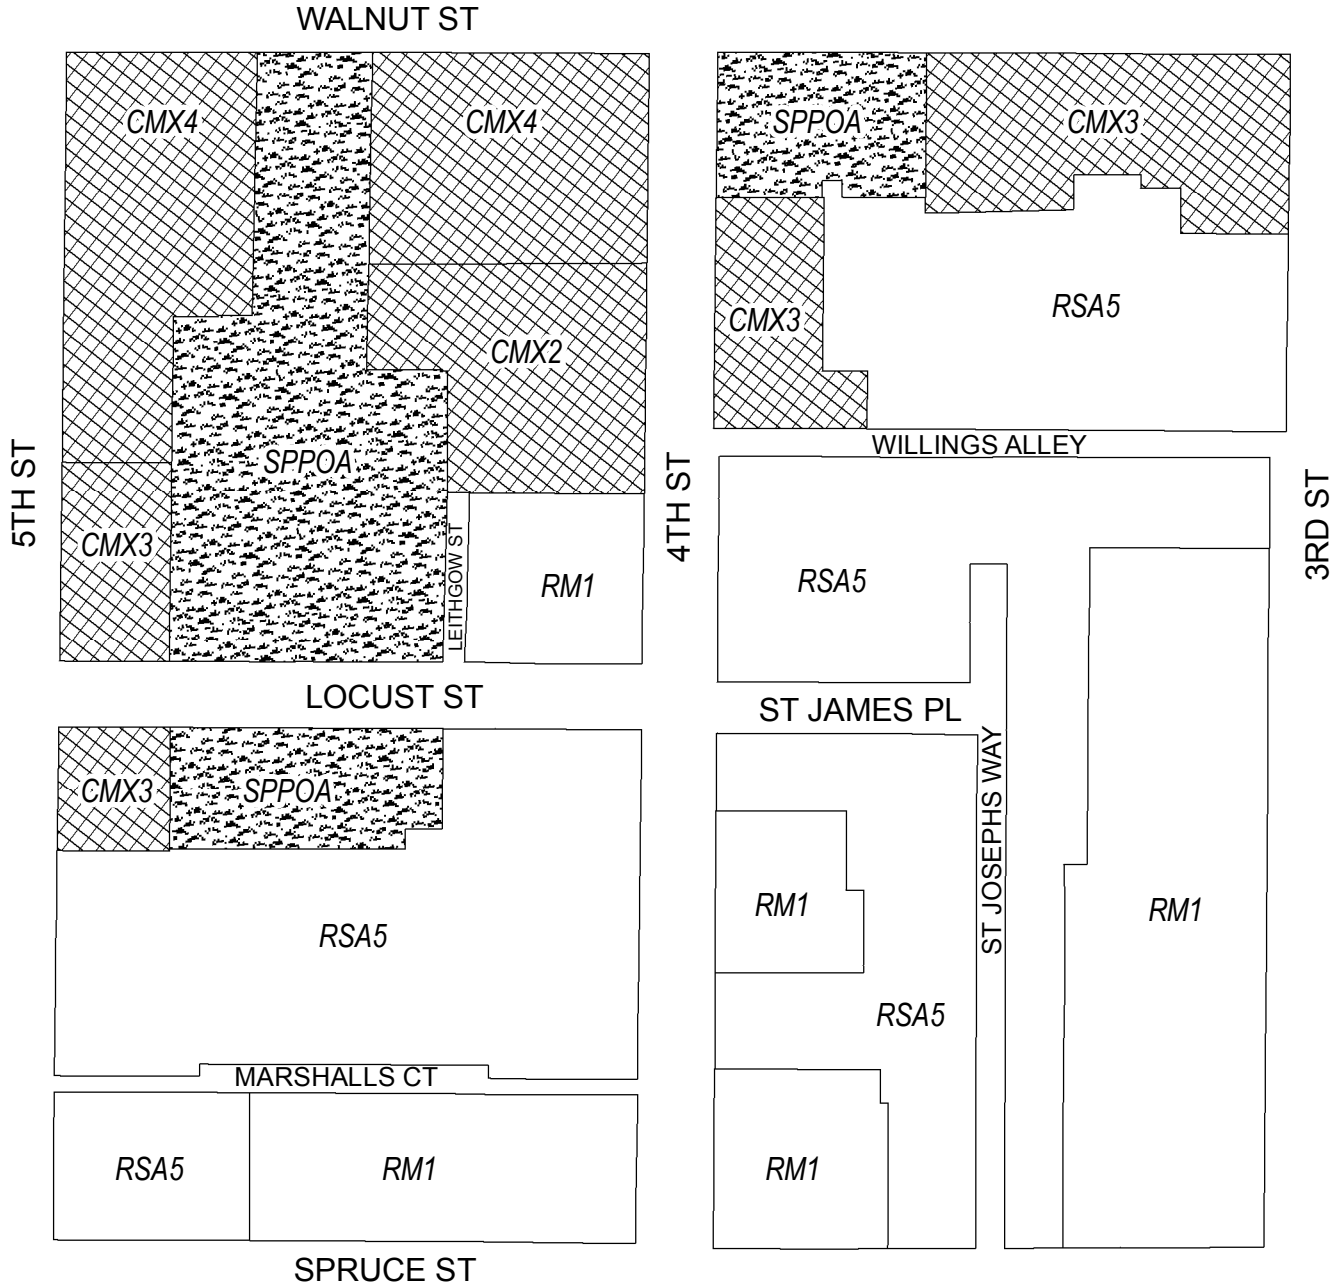 WALNUT ST
CMX4
CMX4
SPPOA
CMX3
CMX3
RSA5
CMX2
SPPOA
CMX3
RM1
LEITHGOW ST
5TH ST
4TH ST
3RD ST
WILLINGS ALLEY
RSA5
LOCUST ST
ST JAMES PL
CMX3
SPPOA
RSA5
RM1
RSA5
ST JOSEPHS WAY
RM1
MARSHALLS CT
RSA5
RM1
RM1
SPRUCE ST